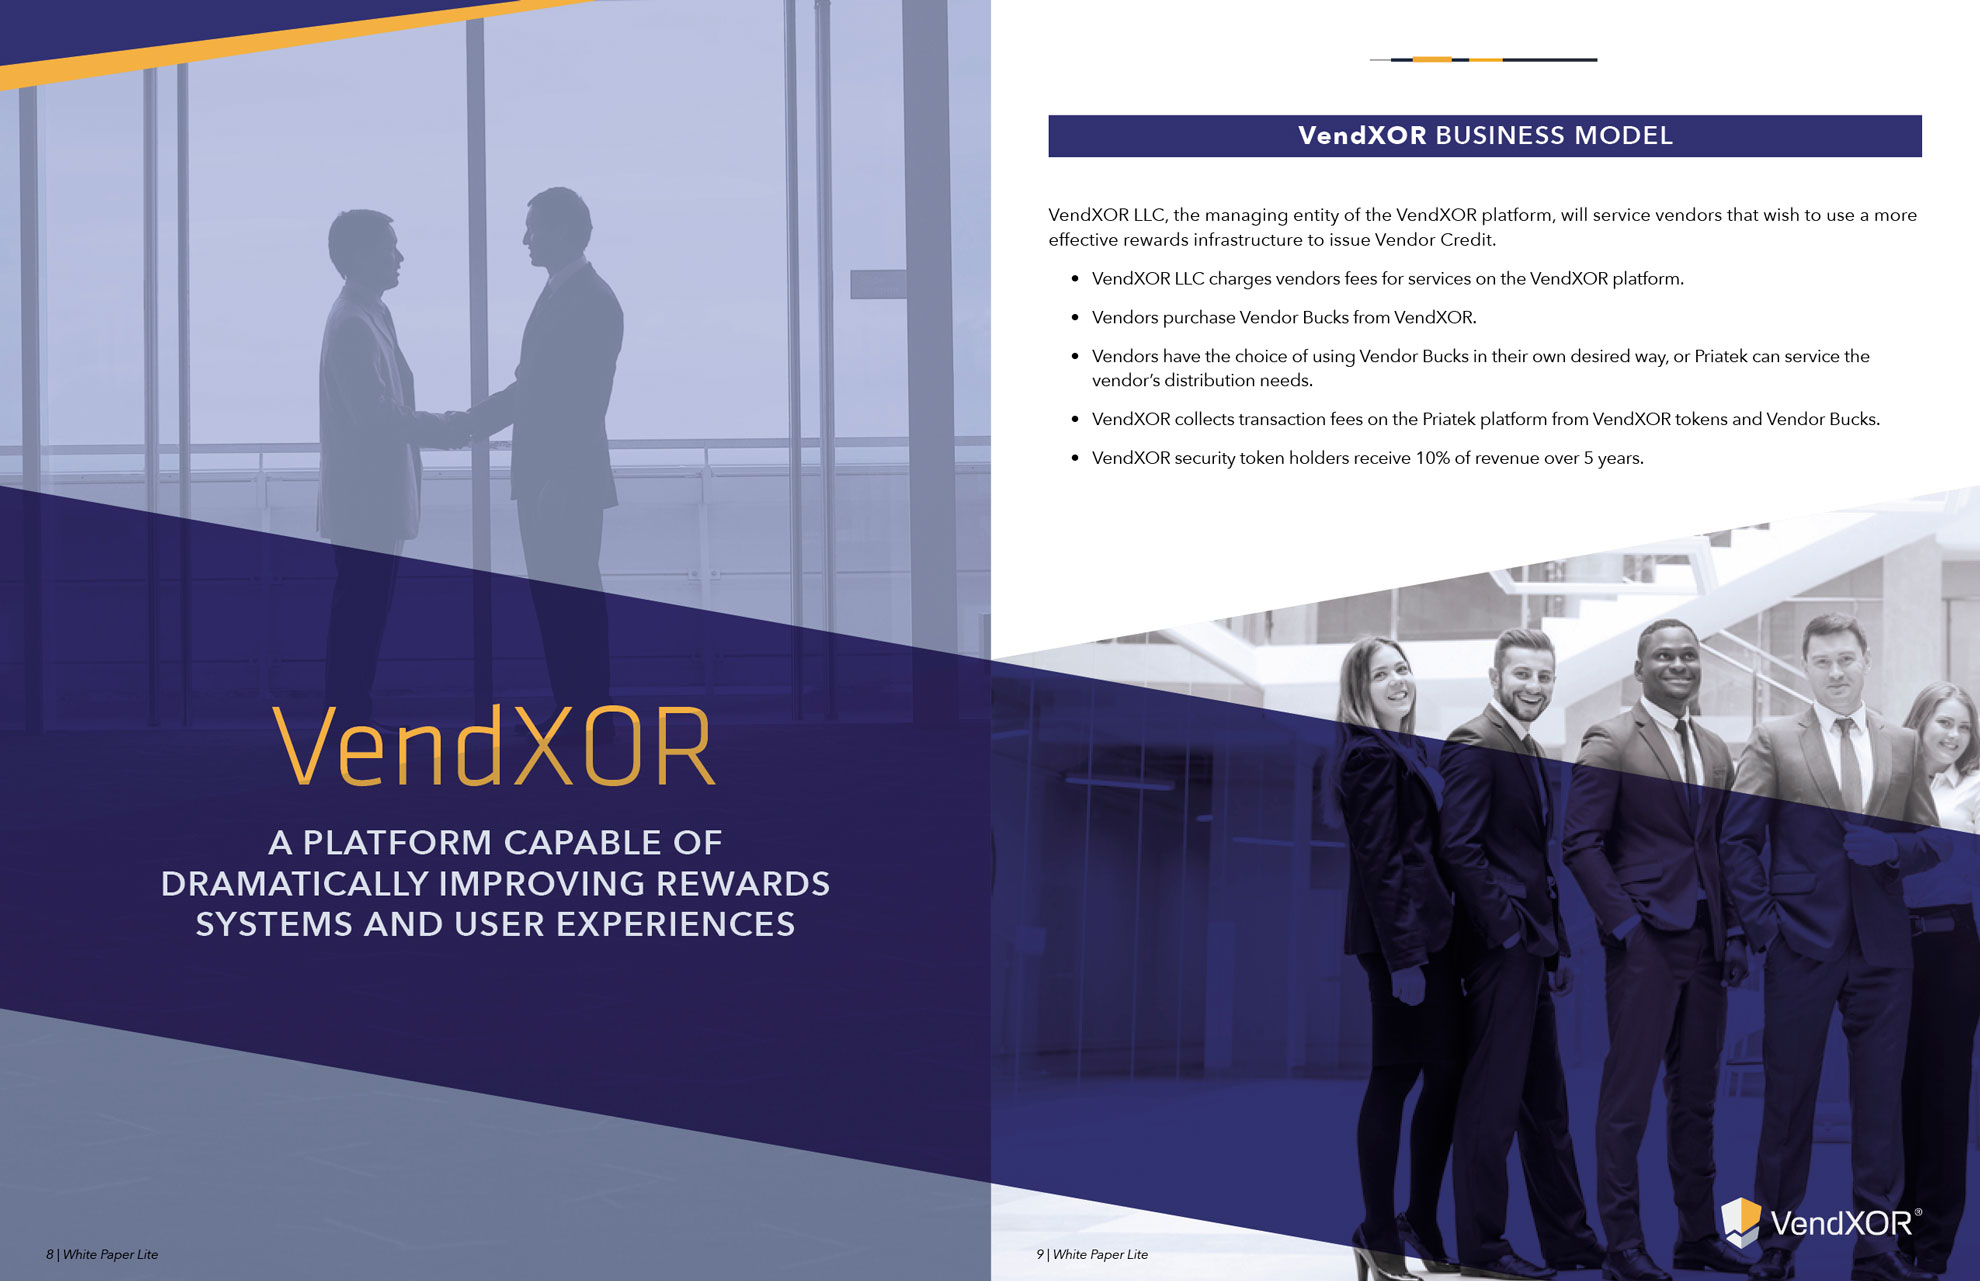 VendXOR
A PLATFORM CAPABLE OF
DRAMATICALLY IMPROVING REWARDS
SYSTEMS AND USER EXPERIENCES
8 | White Paper Lite
VendXOR BUSINESS MODEL
VendXOR LLC, the managing entity of the VendXOR platform, will service vendors that wish to use a more
effective rewards infrastructure to issue Vendor Credit.
• VendXOR LLC charges vendors fees for services on the VendXOR platform.
• Vendors purchase Vendor Bucks from VendXOR.
• Vendors have the choice of using Vendor Bucks in their own desired way, or Priatek can service the
vendor’s distribution needs.
• VendXOR collects transaction fees on the Priatek platform from VendXOR tokens and Vendor Bucks.
• VendXOR security token holders receive 10% of revenue over 5 years.
VendXOR®
9 | White Paper Lite